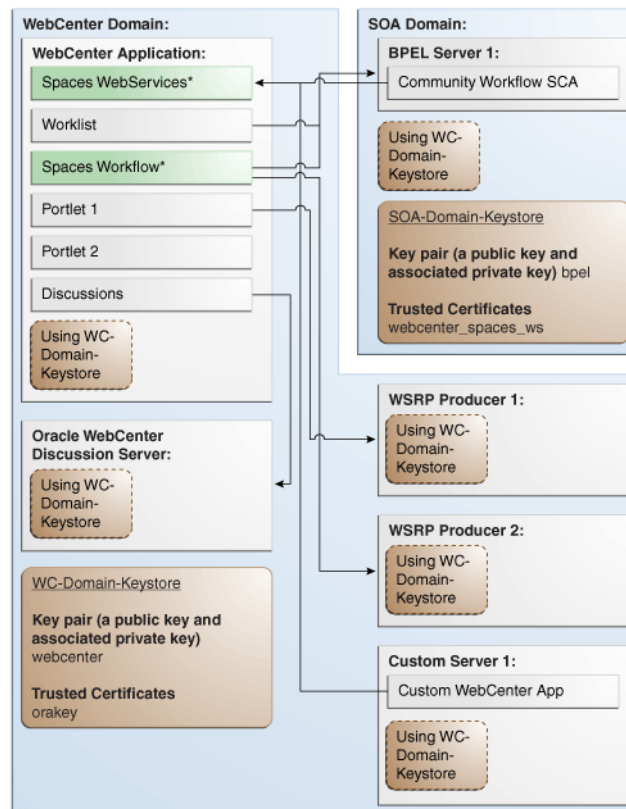 WebCenter Domain:
WebCenter Application:
Spaces WebServices*
Worklist
Spaces Workflow*
Portlet 1
Portlet 2
Discussions
Using WC-
Domain-
Keystore
Oracle WebCenter
Discussion Server:
Using WC-
Domain-
Keystore
WC-Domain-Keystore
Key pair (a public key and
associated private key)
webcenter
Trusted Certificates
orakey
SOA Domain:
BPEL Server 1:
Community Workflow SCA
Using WC-
Domain-
Keystore
SOA-Domain-Keystore
Key pair (a public key and
associated private key) bpel
Trusted Certificates
webcenter_spaces_ws
WSRP Producer 1:
Using WC-
Domain-
Keystore
WSRP Producer 2:
Using WC-
Domain-
Keystore
Custom Server 1:
Custom WebCenter App
Using WC-
Domain-
Keystore